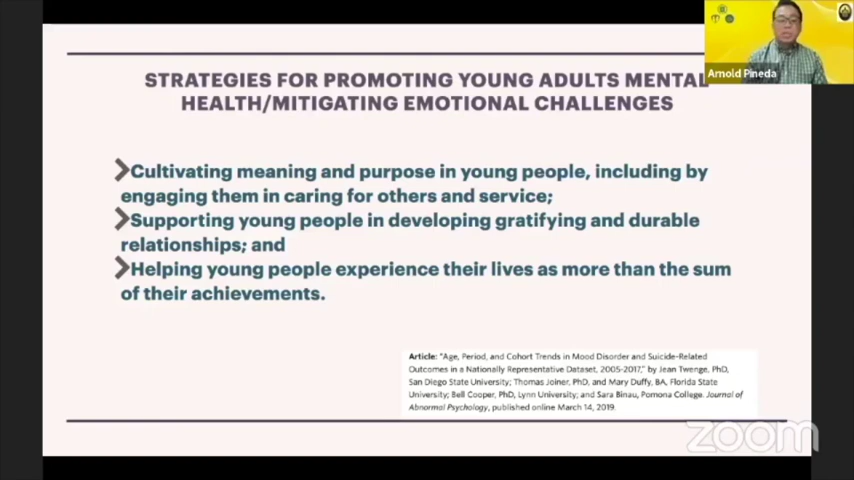 STRATEGIES FOR PROMOTING YOUNG ADULTS MENTAL
HEALTH/MITIGATING EMOTIONAL CHALLENGES
Arnold Pineda
Cultivating meaning and purpose in young people, including by
engaging them in caring for others and service;
Supporting young people in developing gratifying and durable
relationships; and
Helping young people experience their lives as more than the sum
of their achievements.
Article: "Age, Period, and Cohort Trends in Mood Disorder and Suicide-Related
Outcomes in a Nationally Representative Dataset, 2005-2017," by Jean Twenge, PhD,
San Diego State University; Thomas Joiner, PhD, and Mary Duffy, BA, Florida State
University; Bell Cooper, PhD, Lynn University; and Sara Binau, Pomona College. Journal of
Abnormal Psychology, published online March 14, 2019.
zoom